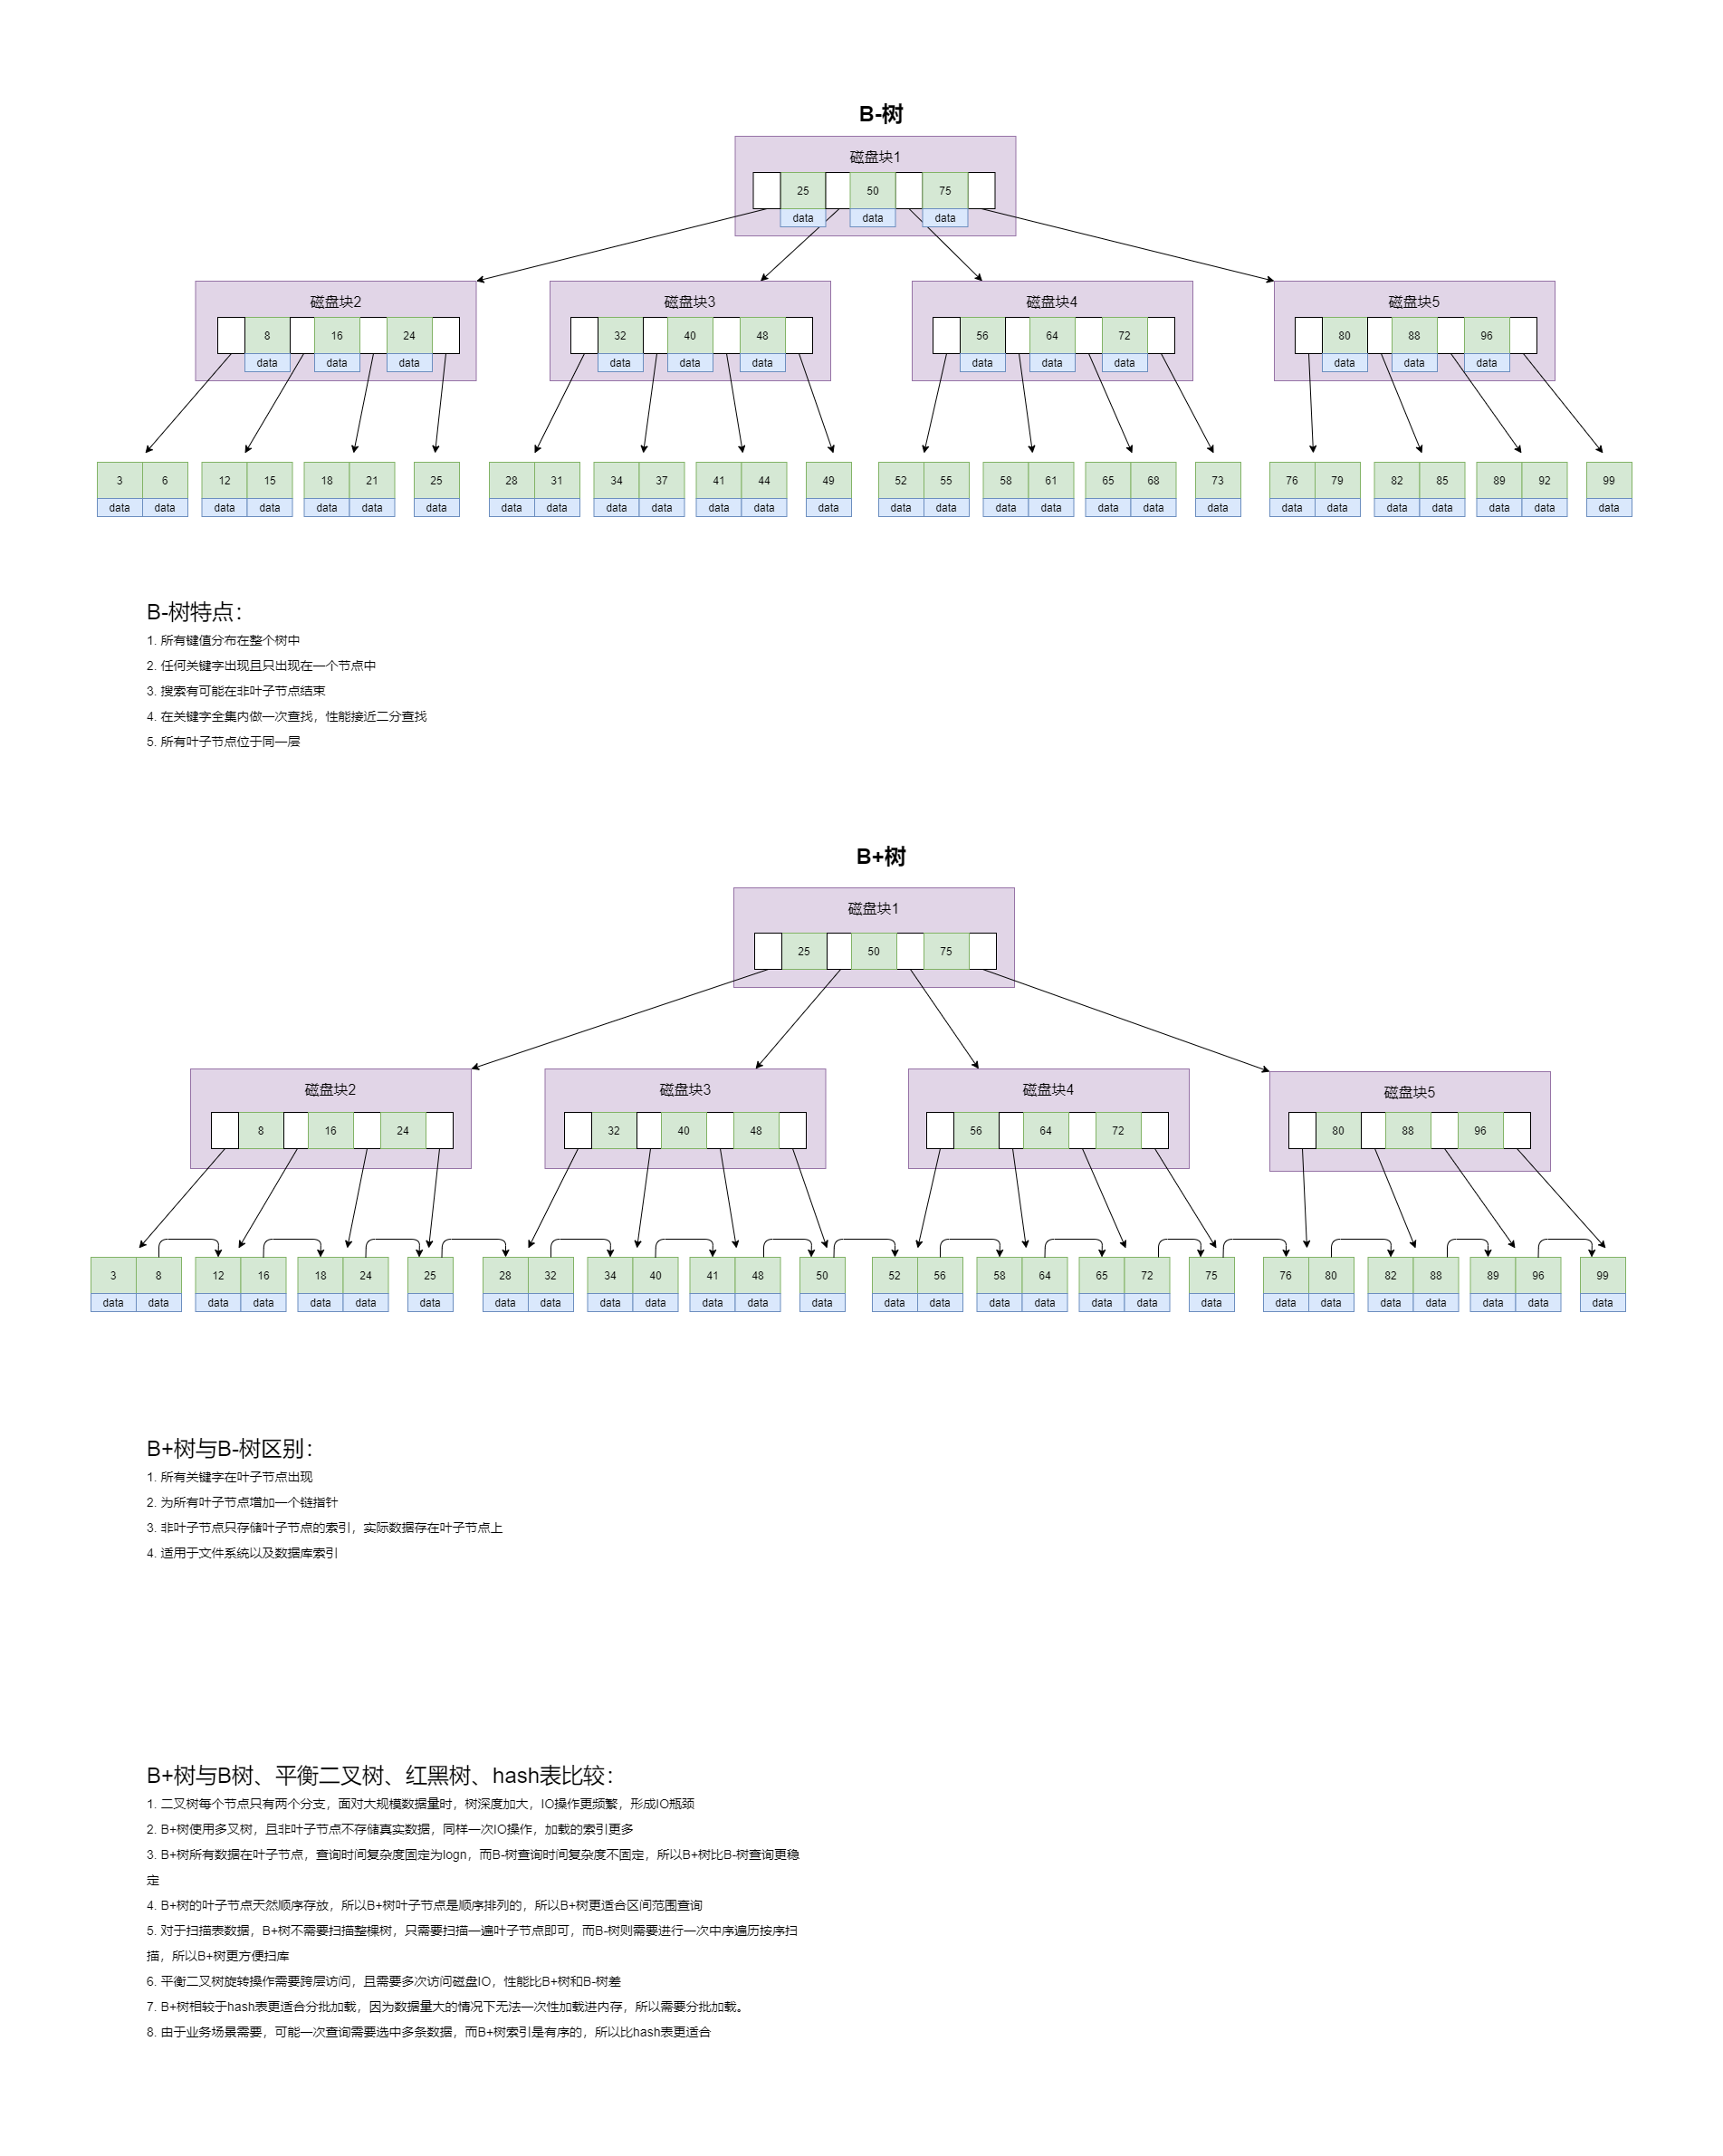 B-树
磁盘块1
25 50 75
data data data
磁盘块2 磁盘块3 磁盘块4 磁盘块5
8 16 24 32 40 48 56 64 72 80 88 96
data data data data data data data data data data data data
3 6 12 15 18 21 25 28 31 34 37 41 44 49 52 55 58 61 65 68 73 76 79 82 85 89 92 99
data data data data data data data data data data data data data data data data data data data data data data data data data data data data
B-树特点：
1. 所有键值分布在整个树中
2. 任何关键字出现且只出现在一个节点中
3. 搜索有可能在非叶子节点结束
4. 在关键字全集内做一次查找，性能接近二分查找
5. 所有叶子节点位于同一层
B+树
磁盘块1
25 50 75
磁盘块2 磁盘块3 磁盘块4 磁盘块5
8 16 24 32 40 48 56 64 72 80 88 96
3 8 12 16 18 24 25 28 32 34 40 41 48 50 52 56 58 64 65 72 75 76 80 82 88 89 96 99
data data data data data data data data data data data data data data data data data data data data data data data data data data data data
B+树与B-树区别：
1. 所有关键字在叶子节点出现
2. 为所有叶子节点增加一个链指针
3. 非叶子节点只存储叶子节点的索引，实际数据存在叶子节点上
4. 适用于文件系统以及数据库索引
B+树与B树、平衡二叉树、红黑树、hash表比较：
1. 二叉树每个节点只有两个分支，面对大规模数据量时，树深度加大，IO操作更频繁，形成IO瓶颈
2. B+树使用多叉树，且非叶子节点不存储真实数据，同样一次IO操作，加载的索引更多
3. B+树所有数据在叶子节点，查询时间复杂度固定为logn，而B-树查询时间复杂度不固定，所以B+树比B-树查询更稳
定
4. B+树的叶子节点天然顺序存放，所以B+树叶子节点是顺序排列的，所以B+树更适合区间范围查询
5. 对于扫描表数据，B+树不需要扫描整棵树，只需要扫描一遍叶子节点即可，而B-树则需要进行一次中序遍历按序扫
描，所以B+树更方便扫库
6. 平衡二叉树旋转操作需要跨层访问，且需要多次访问磁盘IO，性能比B+树和B-树差
7. B+树相较于hash表更适合分批加载，因为数据量大的情况下无法一次性加载进内存，所以需要分批加载。
8. 由于业务场景需要，可能一次查询需要选中多条数据，而B+树索引是有序的，所以比hash表更适合